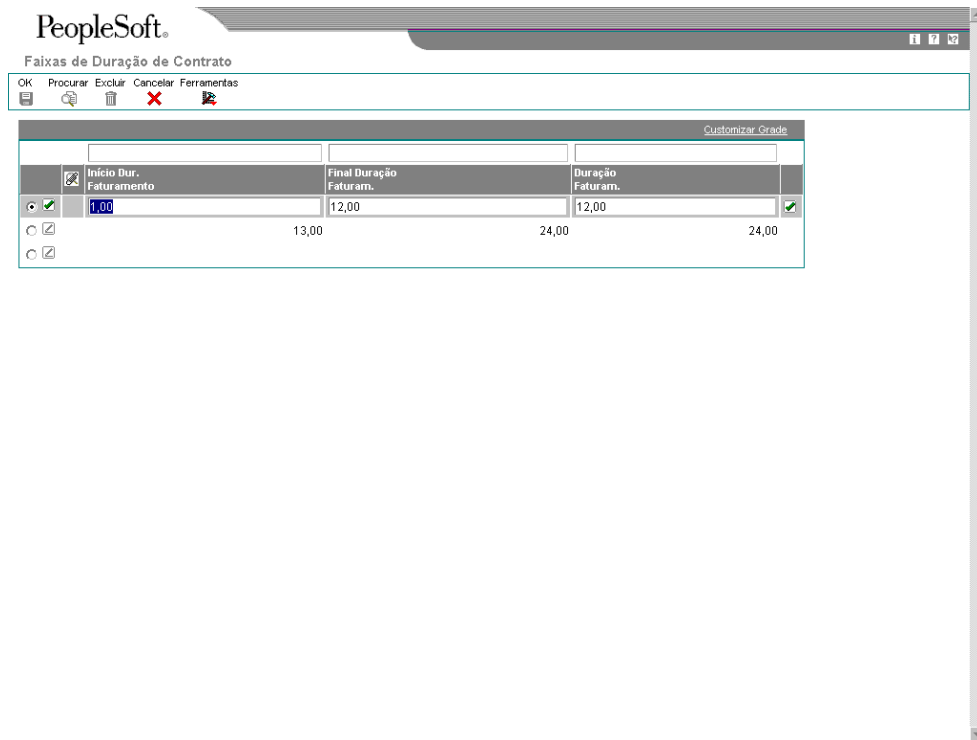 PeopleSoft®
Faixas de Duração de Contrato
OK Procurar Excluir Cancelar Ferramentas
Customizar Grade
Início Dur. Faturamento
Final Duração Faturam.
Duração Faturam.
1,00 12,00 12,00
13,00 24,00 24,00